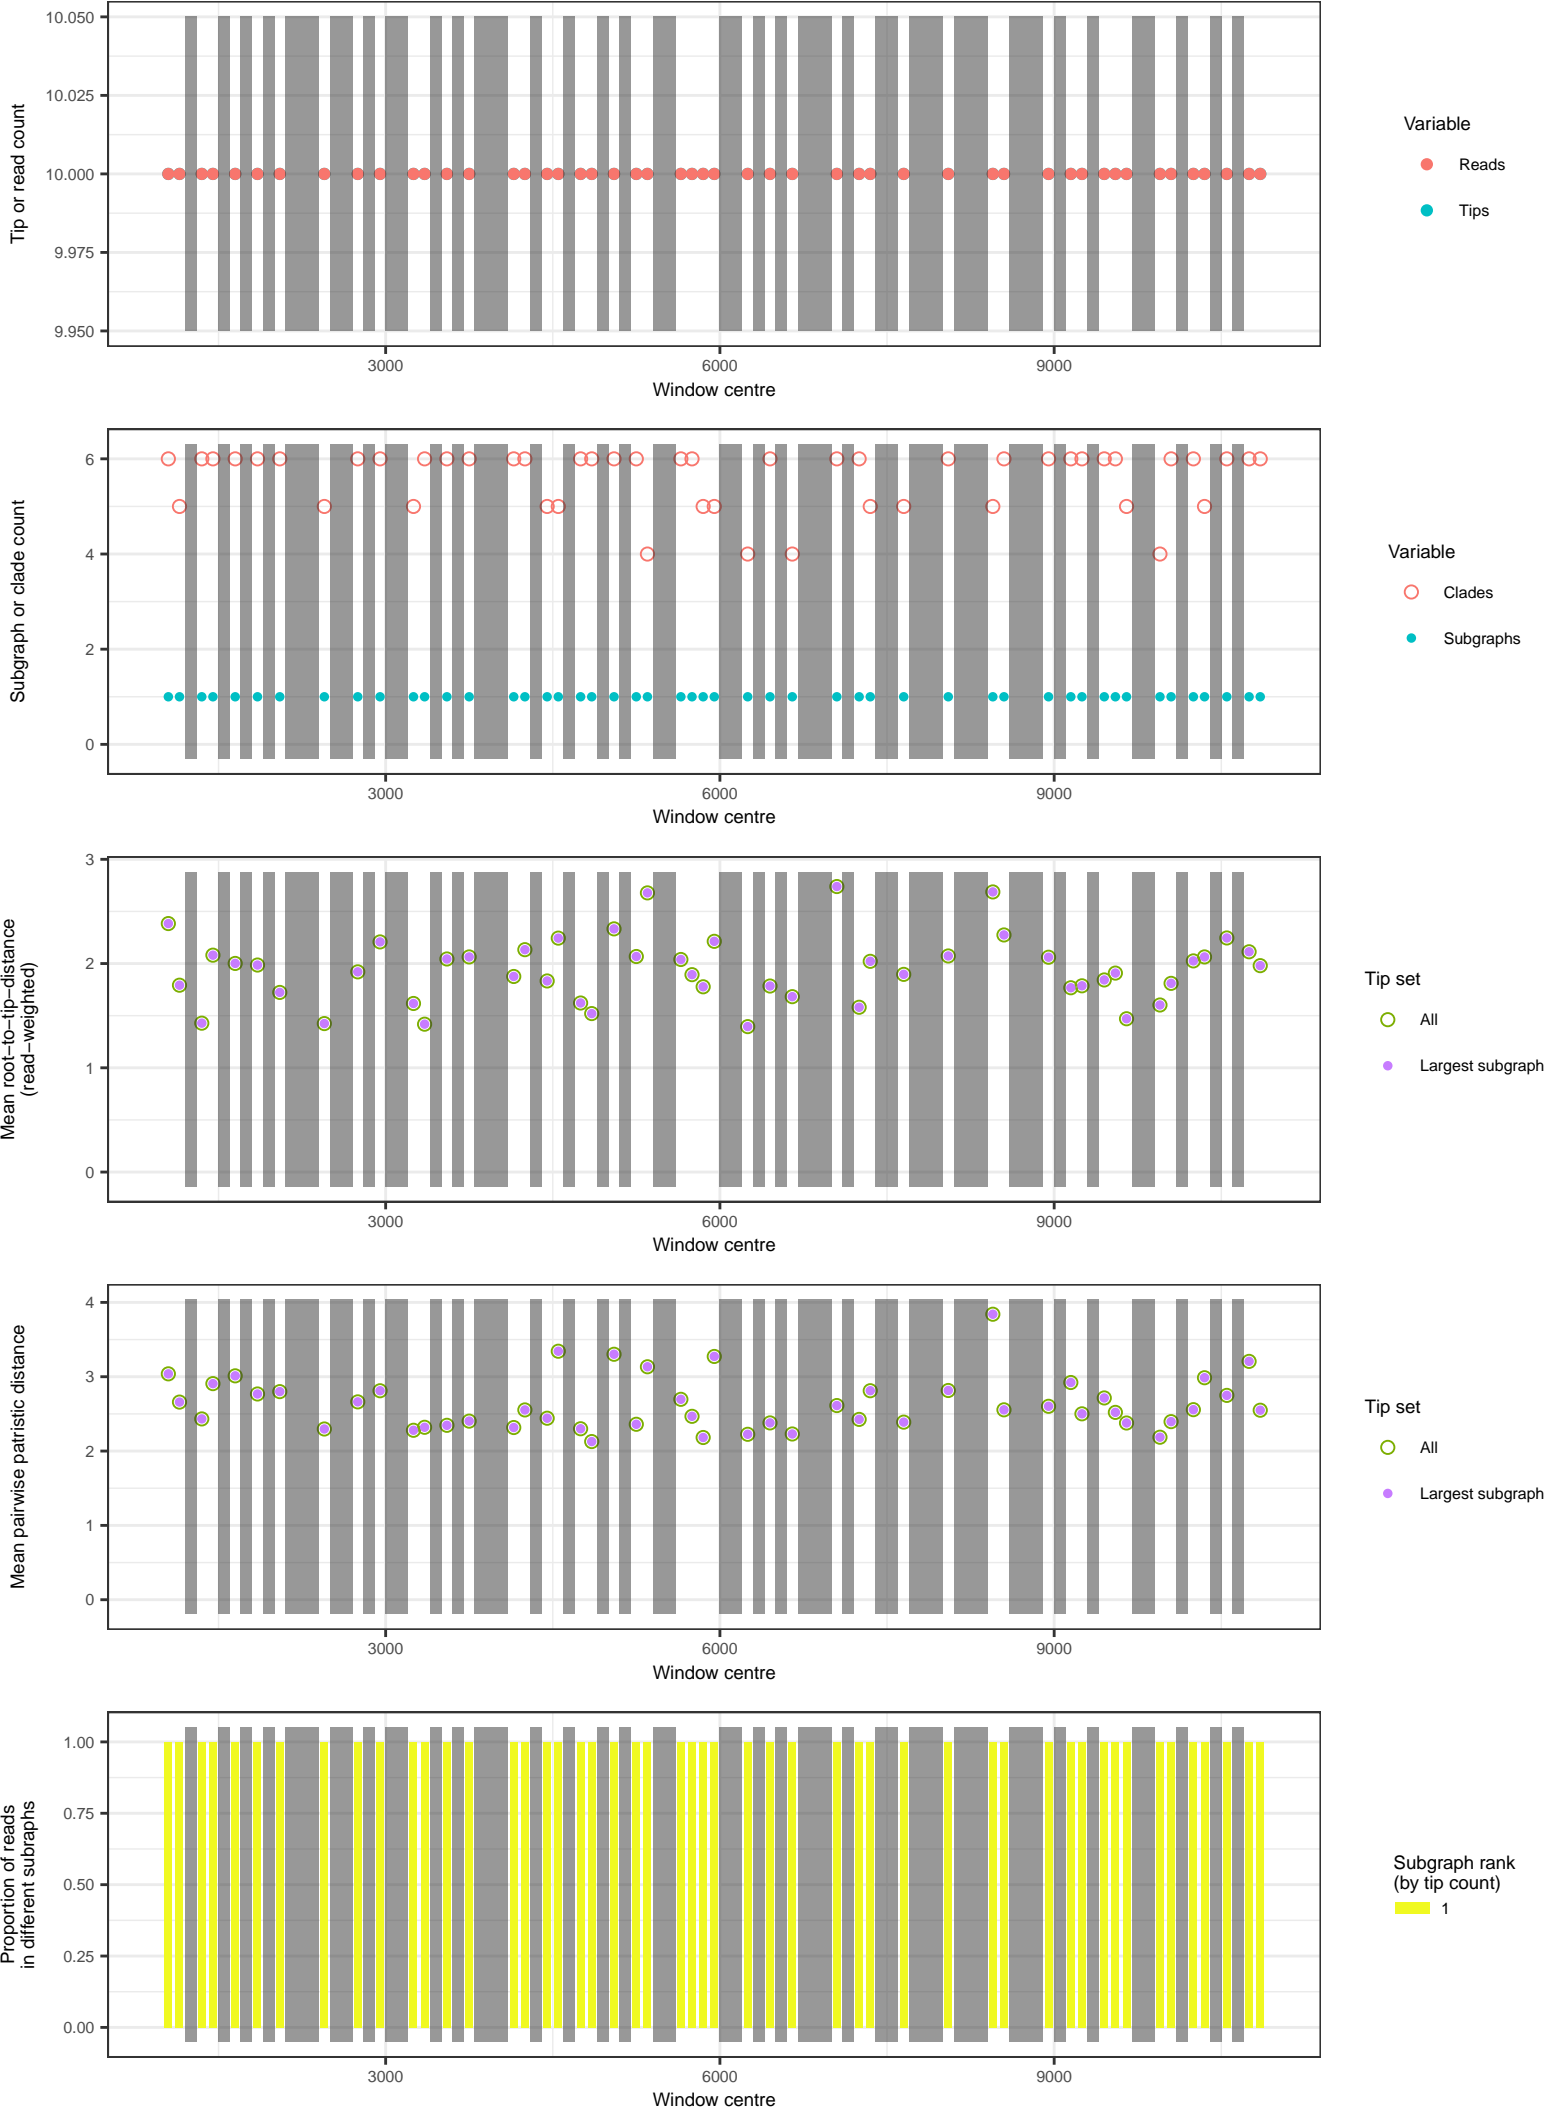 10.050
10.025
10.000
9.975
9.950
Tip or read count
3000
6000
9000
Window centre
Variable
Reads
Tips
6
4
2
0
Subgraph or clade count
3000
6000
9000
Window centre
Variable
Clades
Subgraphs
3
2
1
0
Mean root−to−tip−distance
(read−weighted)
3000
6000
9000
Window centre
Tip set
All
Largest subgraph
4
3
2
1
0
Mean pairwise patristic distance
3000
6000
9000
Window centre
Tip set
All
Largest subgraph
1.00
0.75
0.50
0.25
0.00
Proportion of reads
in different subraphs
3000
6000
9000
Window centre
Subgraph rank
(by tip count)
1